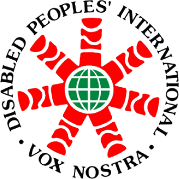 DISABLED PEOPLES' INTERNATIONAL
· VOX NOSTRA ·